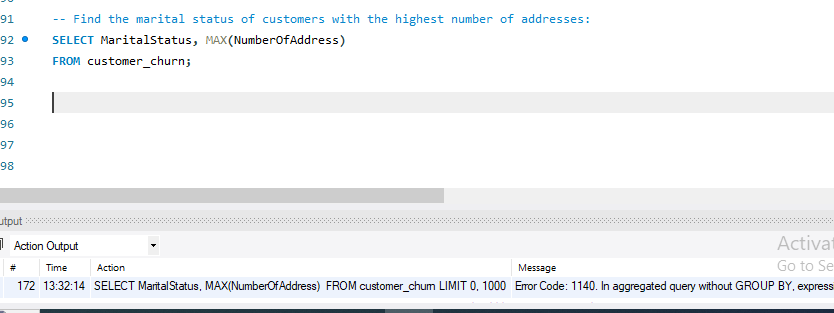 91 -- Find the marital status of customers with the highest number of addresses:
92 SELECT MaritalStatus, MAX(NumberOfAddress)
93 FROM customer_churn;
94
95
96
97
98
Action Output
Activat
# Time Action Message
Go to Se
172 13:32:14 SELECT MaritalStatus, MAX(NumberOfAddress) FROM customer_churn LIMIT 0, 1000 Error Code: 1140. In aggregated query without GROUP BY, express